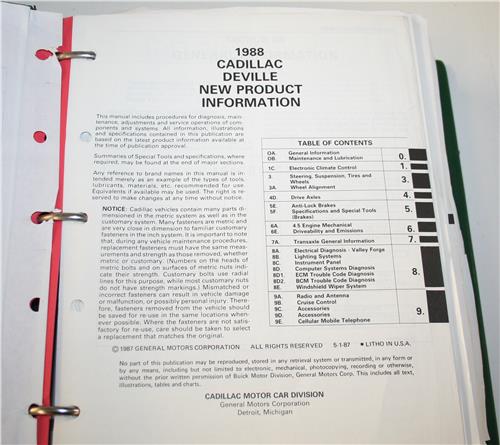 1988
CADILLAC
DEVILLE
NEW PRODUCT
INFORMATION
This manual includes procedures for diagnosis, main-
tenance, adjustments and service operations of com-
ponents and systems. All information, illustrations
and specifications contained in this publication are
based on the latest product information available at
the time of publication approval.
Summaries of Special Tools and specifications, where
required, may be found at the end of major sections.
Any reference to brand names in this manual is in-
tended merely as an example of the types of tools,
lubricants, materials, etc. recommended for use.
Equivalents if available may be used. The right is re-
served to make changes at any time without notice.
NOTICE: Cadillac vehicles contain many parts di-
mensioned in the metric system as well as in the
customary system. Many fasteners are metric and
are very close in dimension to familiar customary
fasteners in the inch system. It is important to note
that, during any vehicle maintenance procedures,
replacement fasteners must have the same meas-
urements and strength as those removed, whether
metric or customary. (Numbers on the heads of
metric bolts and on surfaces of metric nuts indi-
cate their strength. Customary bolts use radial
lines for this purpose, while most customary nuts
do not have strength markings.) Mismatched or
incorrect fasteners can result in vehicle damage
or malfunction, or possibly personal injury. There-
fore, fasteners removed from the vehicle should
be saved for re-use in the same locations when-
ever possible. Where the fasteners are not satis-
factory for re-use, care should be taken to select
a replacement that matches the original.
TABLE OF CONTENTS
0A. General Information
0B. Maintenance and Lubrication 0.
1C Electronic Climate Control 1.
3. Steering, Suspension, Tires and
Wheels 3.
3A. Wheel Alignment
4D. Drive Axles 4.
5E. Anti-Lock Brakes
5F. Specifications and Special Tools 5.
(Brakes)
6A 4.5 Engine Mechanical
6E. Driveability and Emissions 6.
7A. Transaxle General Information 7.
8A. Electrical Diagnosis - Valley Forge
8B. Lighting Systems
8C. Instrument Panel
8D. Computer Systems Diagnosis
8D1. ECM Trouble Code Diagnosis 8.
8D2. BCM Trouble Code Diagnosis
8E. Windshield Wiper System
9A. Radio and Antenna
9B. Cruise Control
9C. Accessories 9.
9D. Accessories
9E. Cellular Mobile Telephone
©1987 GENERAL MOTORS CORPORATION ALL RIGHTS RESERVED 5-1-87 • LITHO IN U.S.A.
No part of this publication may be reproduced, stored in any retrieval system or transmitted, in any form or
by any means, including but not limited to electronic, mechanical, photocopying, recording or otherwise,
without the prior written permission of Buick Motor Division, General Motors Corp. This includes all text,
illustrations, tables and charts.
CADILLAC MOTOR CAR DIVISION
General Motors Corporation
Detroit, Michigan